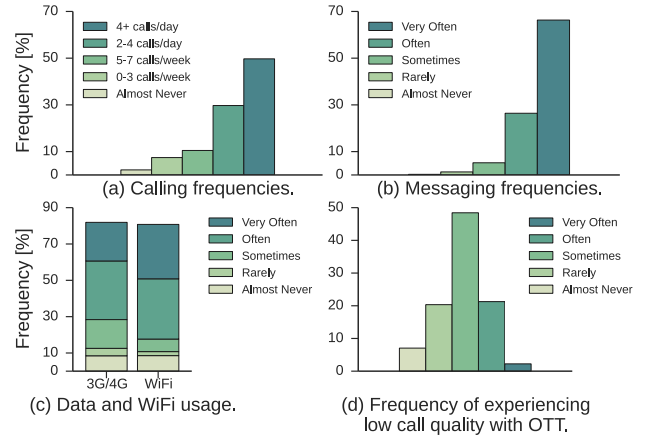 Frequency [%]
70
30
10
0
4+ calls/day
2-4 calls/day
5-7 calls/week
0-3 calls/week
Almost Never
(a) Calling frequencies.
70
30
10
0
Very Often
Often
Sometimes
Rarely
Almost Never
(b) Messaging frequencies.
Frequency [%]
90
70
50
30
10
0
3G/4G WiFi
Very Often
Often
Sometimes
Rarely
Almost Never
(c) Data and WiFi usage.
50
40
30
20
10
0
Very Often
Often
Sometimes
Rarely
Almost Never
(d) Frequency of experiencing
low call quality with OTT.